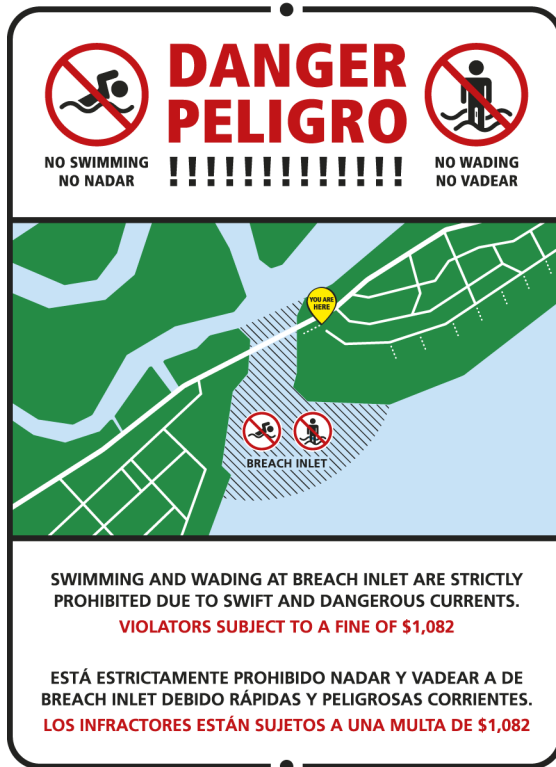 DANGER
PELIGRO
!!!!!!!!!!!!!
NO SWIMMING
NO NADAR
NO WADING
NO VADEAR
YOU ARE
HERE
BREACH INLET
SWIMMING AND WADING AT BREACH INLET ARE STRICTLY
PROHIBITED DUE TO SWIFT AND DANGEROUS CURRENTS.
VIOLATORS SUBJECT TO A FINE OF $1,082
ESTÁ ESTRICTAMENTE PROHIBIDO NADAR Y VADEAR A DE
BREACH INLET DEBIDO RÁPIDAS Y PELIGROSAS CORRIENTES.
LOS INFRACTORES ESTÁN SUJETOS A UNA MULTA DE $1,082